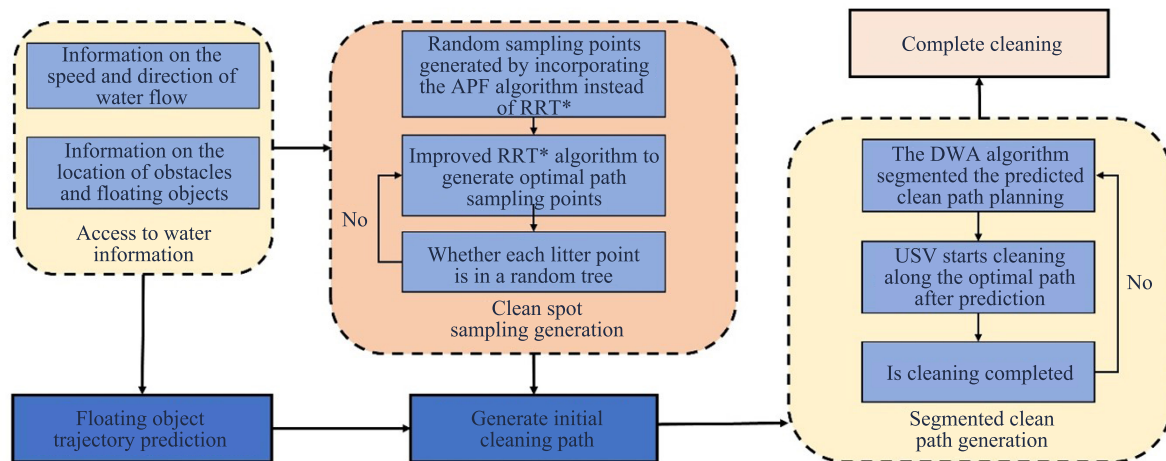 Information on the
speed and direction of
water flow
Information on the
location of obstacles
and floating objects
Access to water
information
Floating object
trajectory prediction
Random sampling points
generated by incorporating
the APF algorithm instead
of RRT*
Improved RRT* algorithm to
generate optimal path
sampling points
No
Whether each litter point
is in a random tree
Clean spot
sampling generation
Generate initial
cleaning path
Complete cleaning
The DWA algorithm
segmented the predicted
clean path planning
USV starts cleaning
along the optimal path
after prediction
No
Is cleaning completed
Segmented clean
path generation